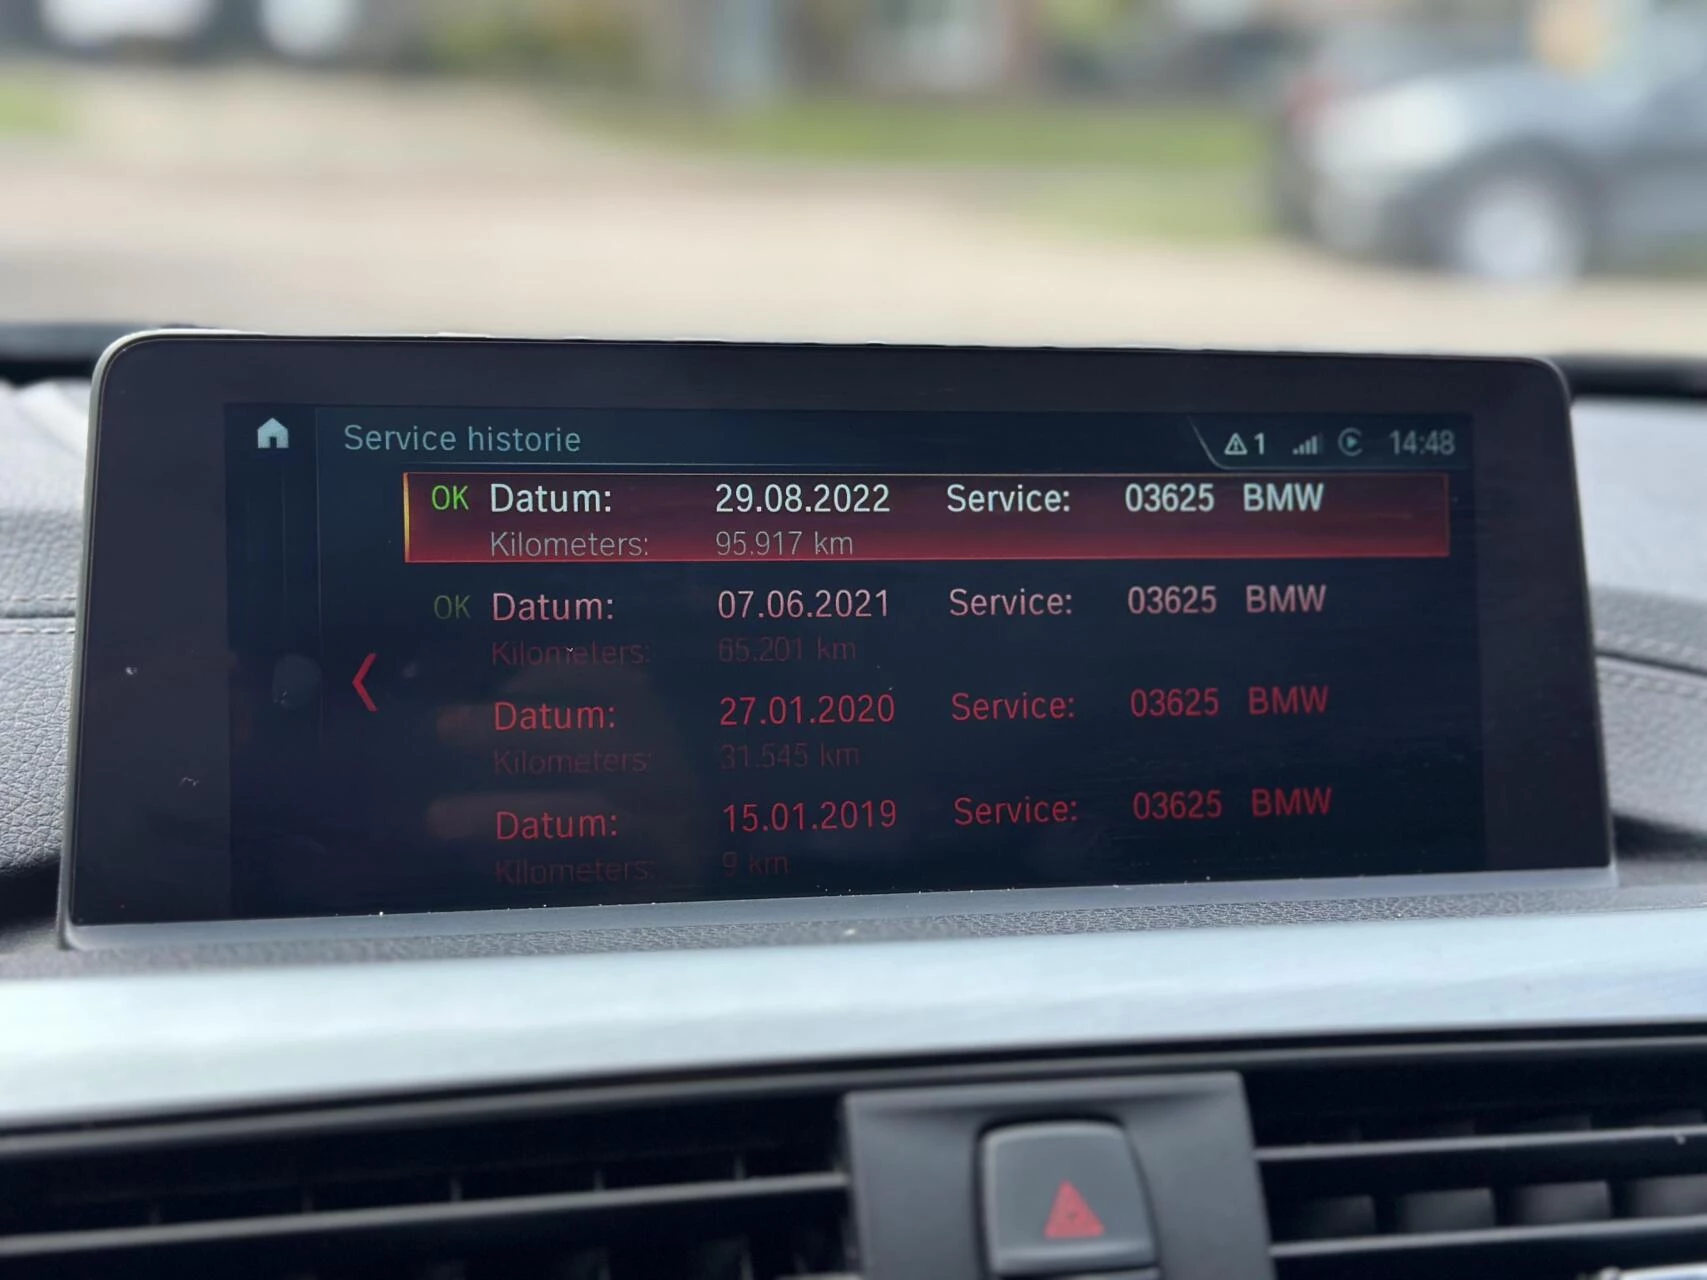 Service historie
1 14:48
OK Datum: 29.08.2022 Service: 03625 BMW
Kilometers: 95.917 km
OK Datum: 07.06.2021 Service: 03625 BMW
Kilometers: 65.201 km
Datum: 27.01.2020 Service: 03625 BMW
Kilometers: 31.545 km
Datum: 15.01.2019 Service: 03625 BMW
Kilometers: 9 km